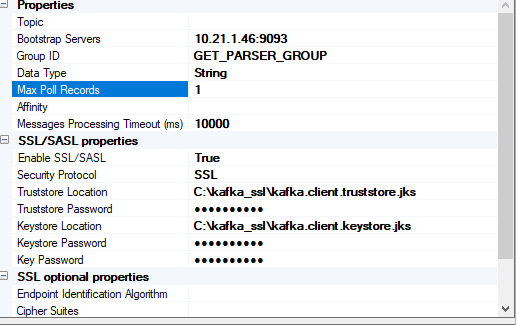 Properties
Topic
Bootstrap Servers 10.21.1.46:9093
Group ID GET_PARSER_GROUP
Data Type String
Max Poll Records 1
Affinity
Messages Processing Timeout (ms) 10000
SSL/SASL properties
Enable SSL/SASL True
Security Protocol SSL
Truststore Location C:\kafka_ssl\kafka.client.truststore.jks
Truststore Password ●●●●●●●●●●
Keystore Location C:\kafka_ssl\kafka.client.keystore.jks
Keystore Password ●●●●●●●●●●
Key Password ●●●●●●●●●●
SSL optional properties
Endpoint Identification Algorithm
Cipher Suites